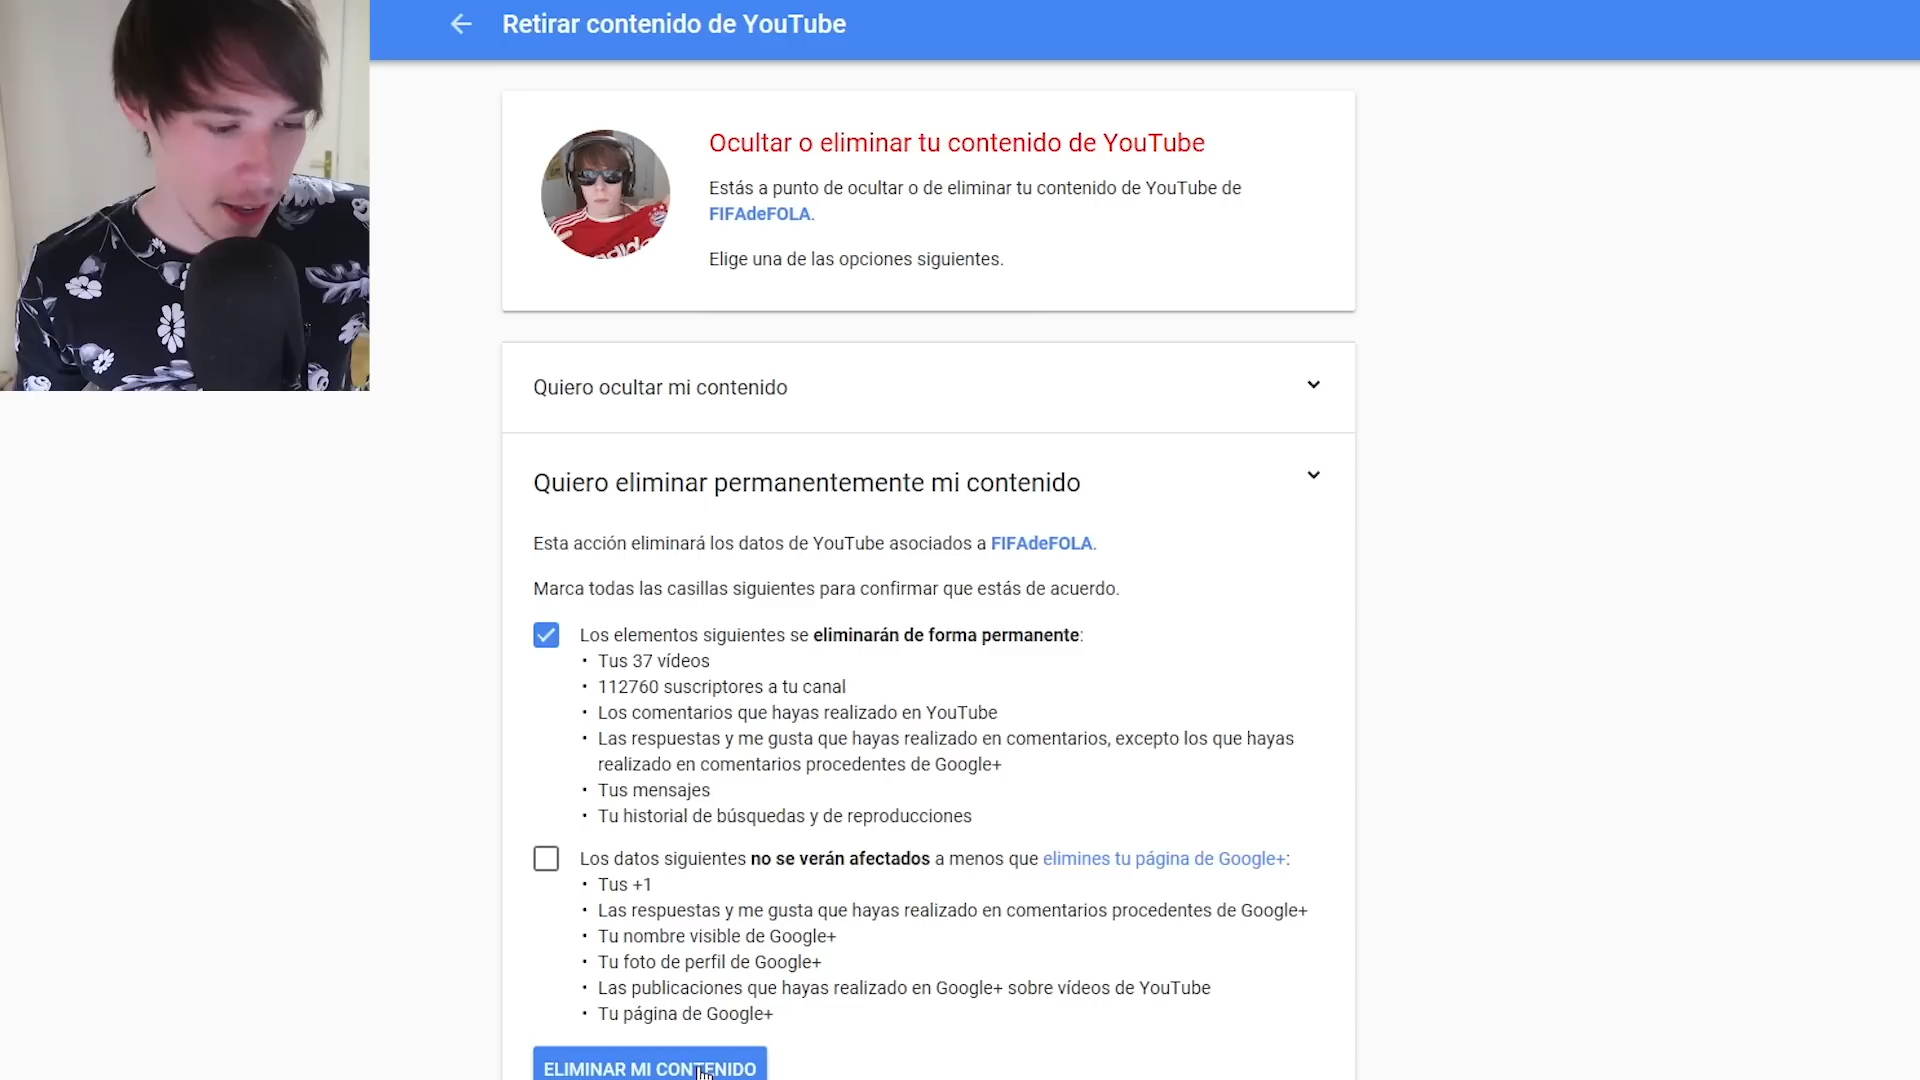 Retirar contenido de YouTube
Ocultar o eliminar tu contenido de YouTube
Estás a punto de ocultar o de eliminar tu contenido de YouTube de
FIFAdeFOLA.
Elige una de las opciones siguientes.
Quiero ocultar mi contenido
Quiero eliminar permanentemente mi contenido
Esta acción eliminará los datos de YouTube asociados a FIFAdeFOLA.
Marca todas las casillas siguientes para confirmar que estás de acuerdo.
Los elementos siguientes se eliminarán de forma permanente:
• Tus 37 vídeos
• 112760 suscriptores a tu canal
• Los comentarios que hayas realizado en YouTube
• Las respuestas y me gusta que hayas realizado en comentarios, excepto los que hayas
realizado en comentarios procedentes de Google+
• Tus mensajes
• Tu historial de búsquedas y de reproducciones
Los datos siguientes no se verán afectados a menos que elimines tu página de Google+:
• Tus +1
• Las respuestas y me gusta que hayas realizado en comentarios procedentes de Google+
• Tu nombre visible de Google+
• Tu foto de perfil de Google+
• Las publicaciones que hayas realizado en Google+ sobre vídeos de YouTube
• Tu página de Google+
ELIMINAR MI CONTENIDO